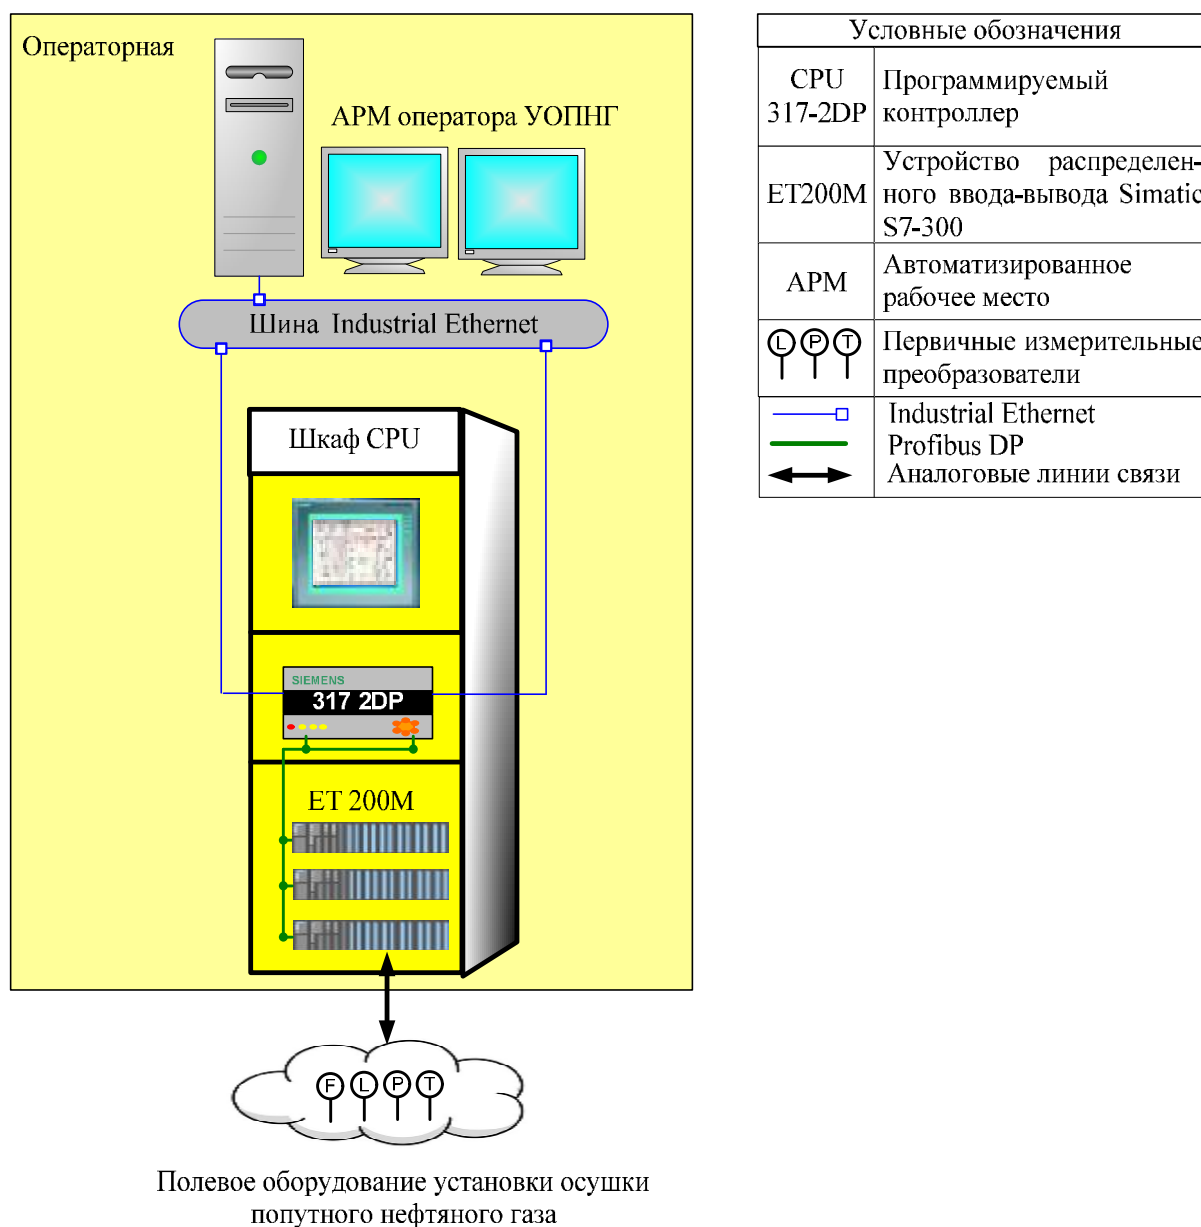 Операторная
АРМ оператора УОПНГ
Шина Industrial Ethernet
Шкаф CPU
SIEMENS
317 2DP
ET 200M
F L P T
Полевое оборудование установки осушки
попутного нефтяного газа
Условные обозначения
CPU
317-2DP
Программируемый
контроллер
ET200M
Устройство распределен-
ного ввода-вывода Simatic
S7-300
АРМ
Автоматизированное
рабочее место
L P T
Первичные измерительные
преобразователи
Industrial Ethernet
Profibus DP
Аналоговые линии связи